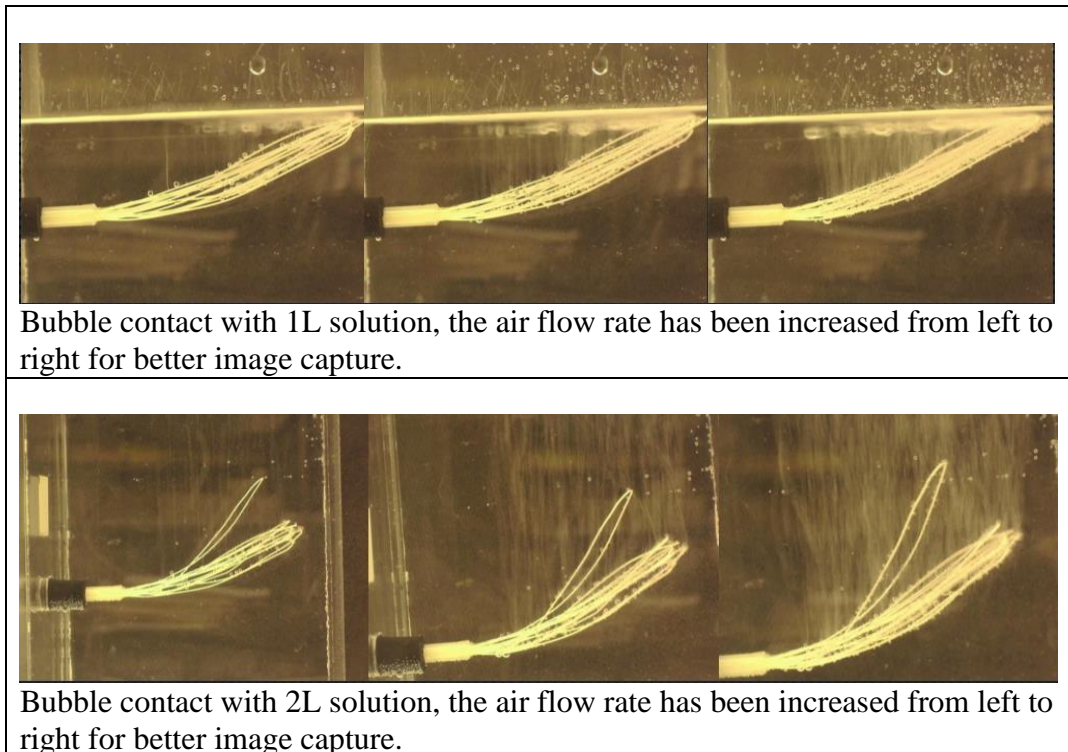 Bubble contact with 1L solution, the air flow rate has been increased from left to
right for better image capture.
Bubble contact with 2L solution, the air flow rate has been increased from left to
right for better image capture.